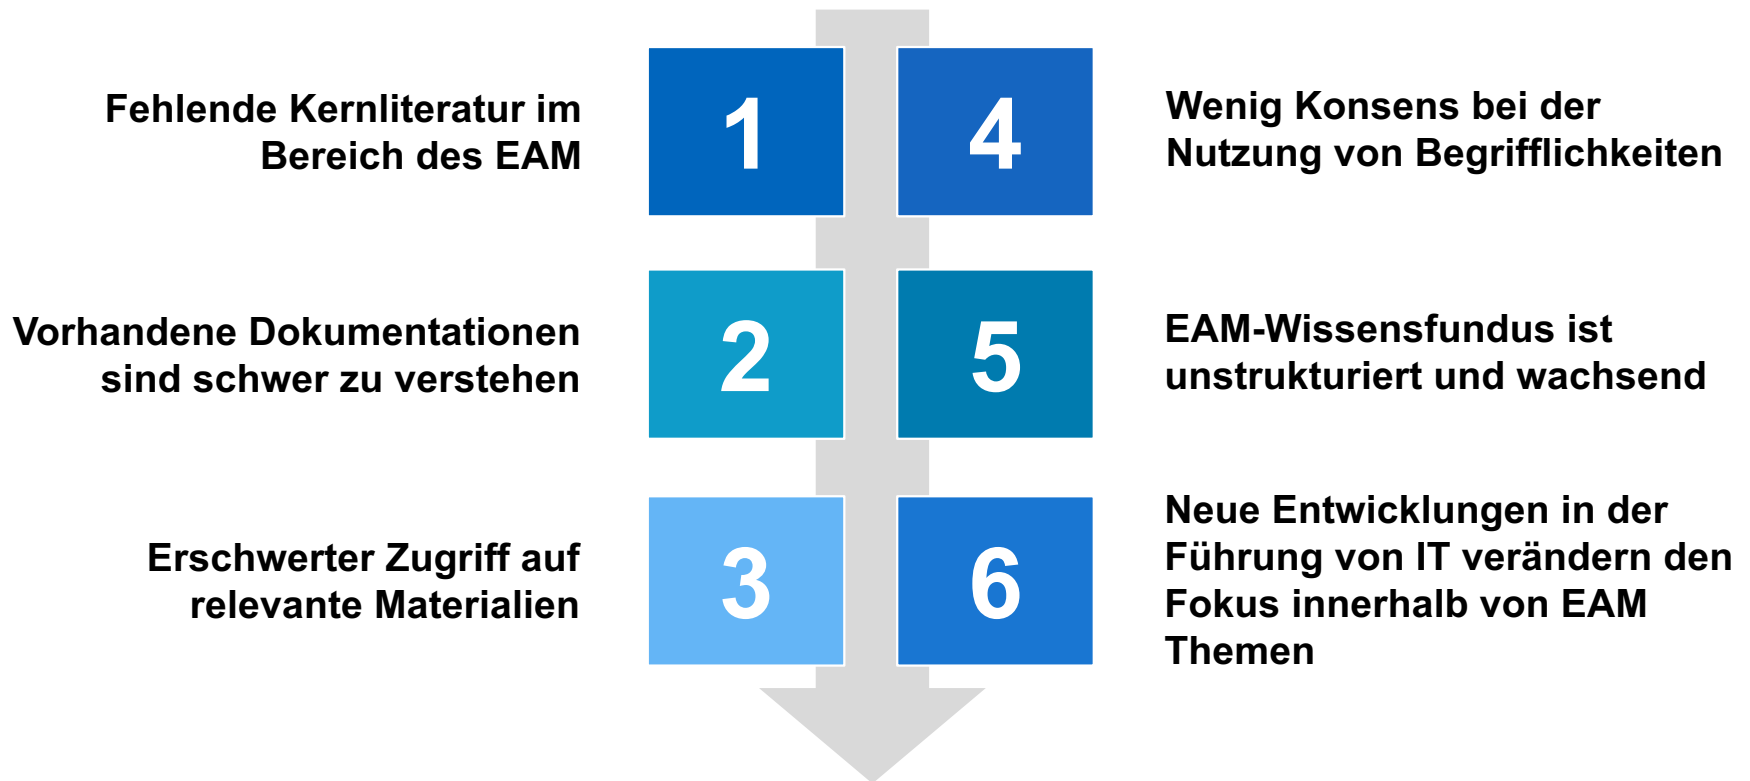 Fehlende Kernliteratur im
Bereich des EAM
1
Vorhandene Dokumentationen
sind schwer zu verstehen
2
Erschwerter Zugriff auf
relevante Materialien
3
4
Wenig Konsens bei der
Nutzung von Begrifflichkeiten
5
EAM-Wissensfundus ist
unstrukturiert und wachsend
6
Neue Entwicklungen in der
Führung von IT verändern den
Fokus innerhalb von EAM
Themen